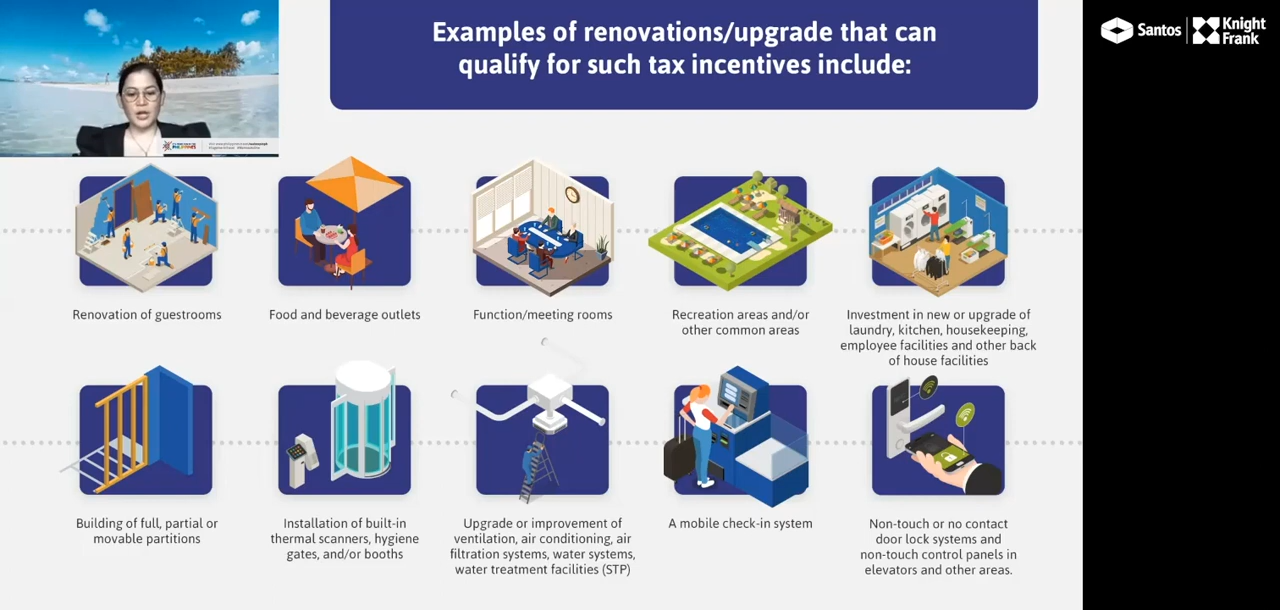 Examples of renovations/upgrade that can
qualify for such tax incentives include:
Santos
Knight
Frank
Renovation of guestrooms
Food and beverage outlets
Function/meeting rooms
Recreation areas and/or
other common areas
Investment in new or upgrade of
laundry, kitchen, housekeeping,
employee facilities and other back
of house facilities
Building of full, partial or
movable partitions
Installation of built-in
thermal scanners, hygiene
gates, and/or booths
Upgrade or improvement of
ventilation, air conditioning, air
filtration systems, water systems,
water treatment facilities (STP)
A mobile check-in system
Non-touch or no contact
door lock systems and
non-touch control panels in
elevators and other areas.